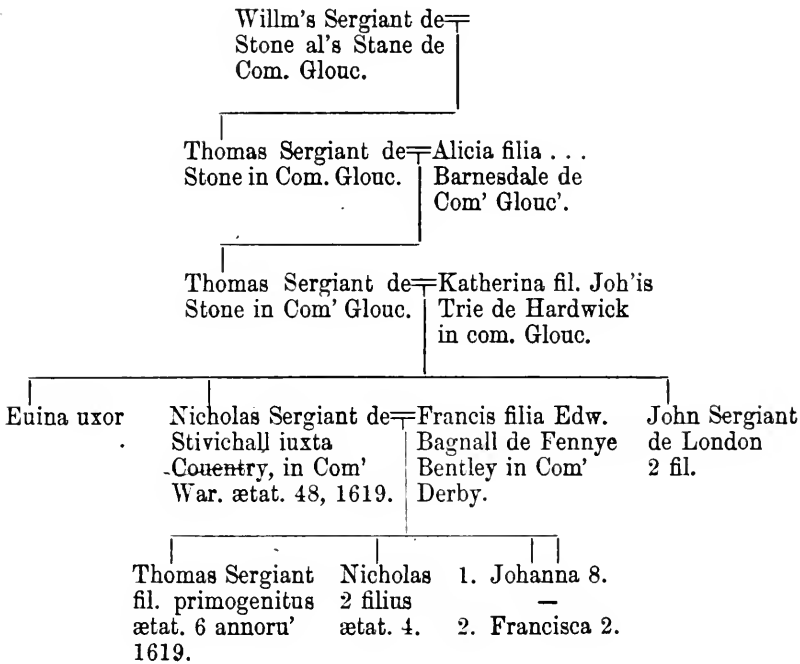 Willm's Sergiant de
Stone al's Stane de
Com. Glouc.
Thomas Sergiant de
Stone in Com. Glouc.
Alicia filia . . .
Barnesdale de
Com' Glouc'.
Thomas Sergiant de
Stone in Com' Glouc.
Katherina fil. Joh'is
Trie de Hardwick
in com. Glouc.
Euina uxor
Nicholas Sergiant de
Stivichall iuxta
Couentry, in Com'
War. ætat. 48, 1619.
Francis filia Edw.
Bagnall de Fennye
Bentley in Com'
Derby.
John Sergiant
de London
2 fil.
Thomas Sergiant
fil. primogenitus
ætat. 6 annoru'
1619.
Nicholas
2 filius
ætat. 4.
1. Johanna 8.
—
2. Francisca 2.